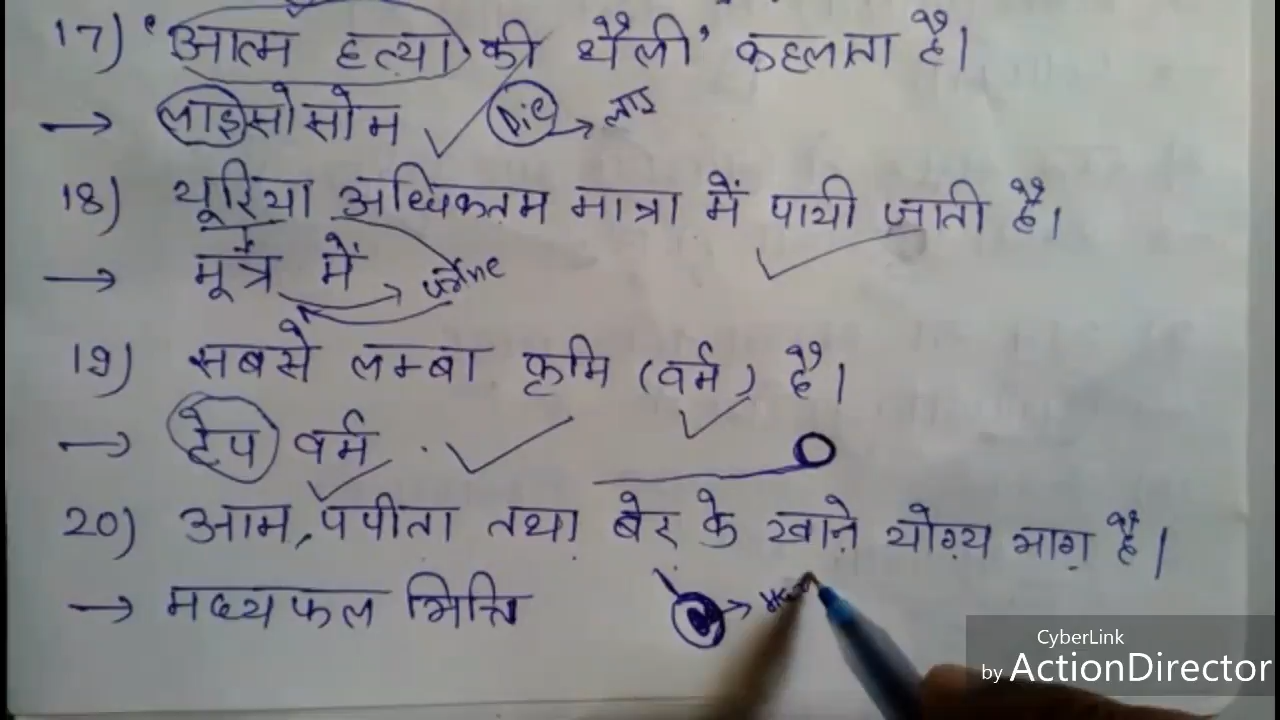 17) 'आत्म हत्या की थैली' कहलाता है।
→ लाइसोसोम Die → लाइ
18) यूरिया अधिकतम मात्रा में पायी जाती है।
→ मूत्र में
19) सबसे लम्बा कृमि (वर्म) है।
→ टेप वर्म
20) आम, पपीता तथा बेर के खाने योग्य भाग है।
→ मध्यफल भित्ति
CyberLink
by ActionDirector